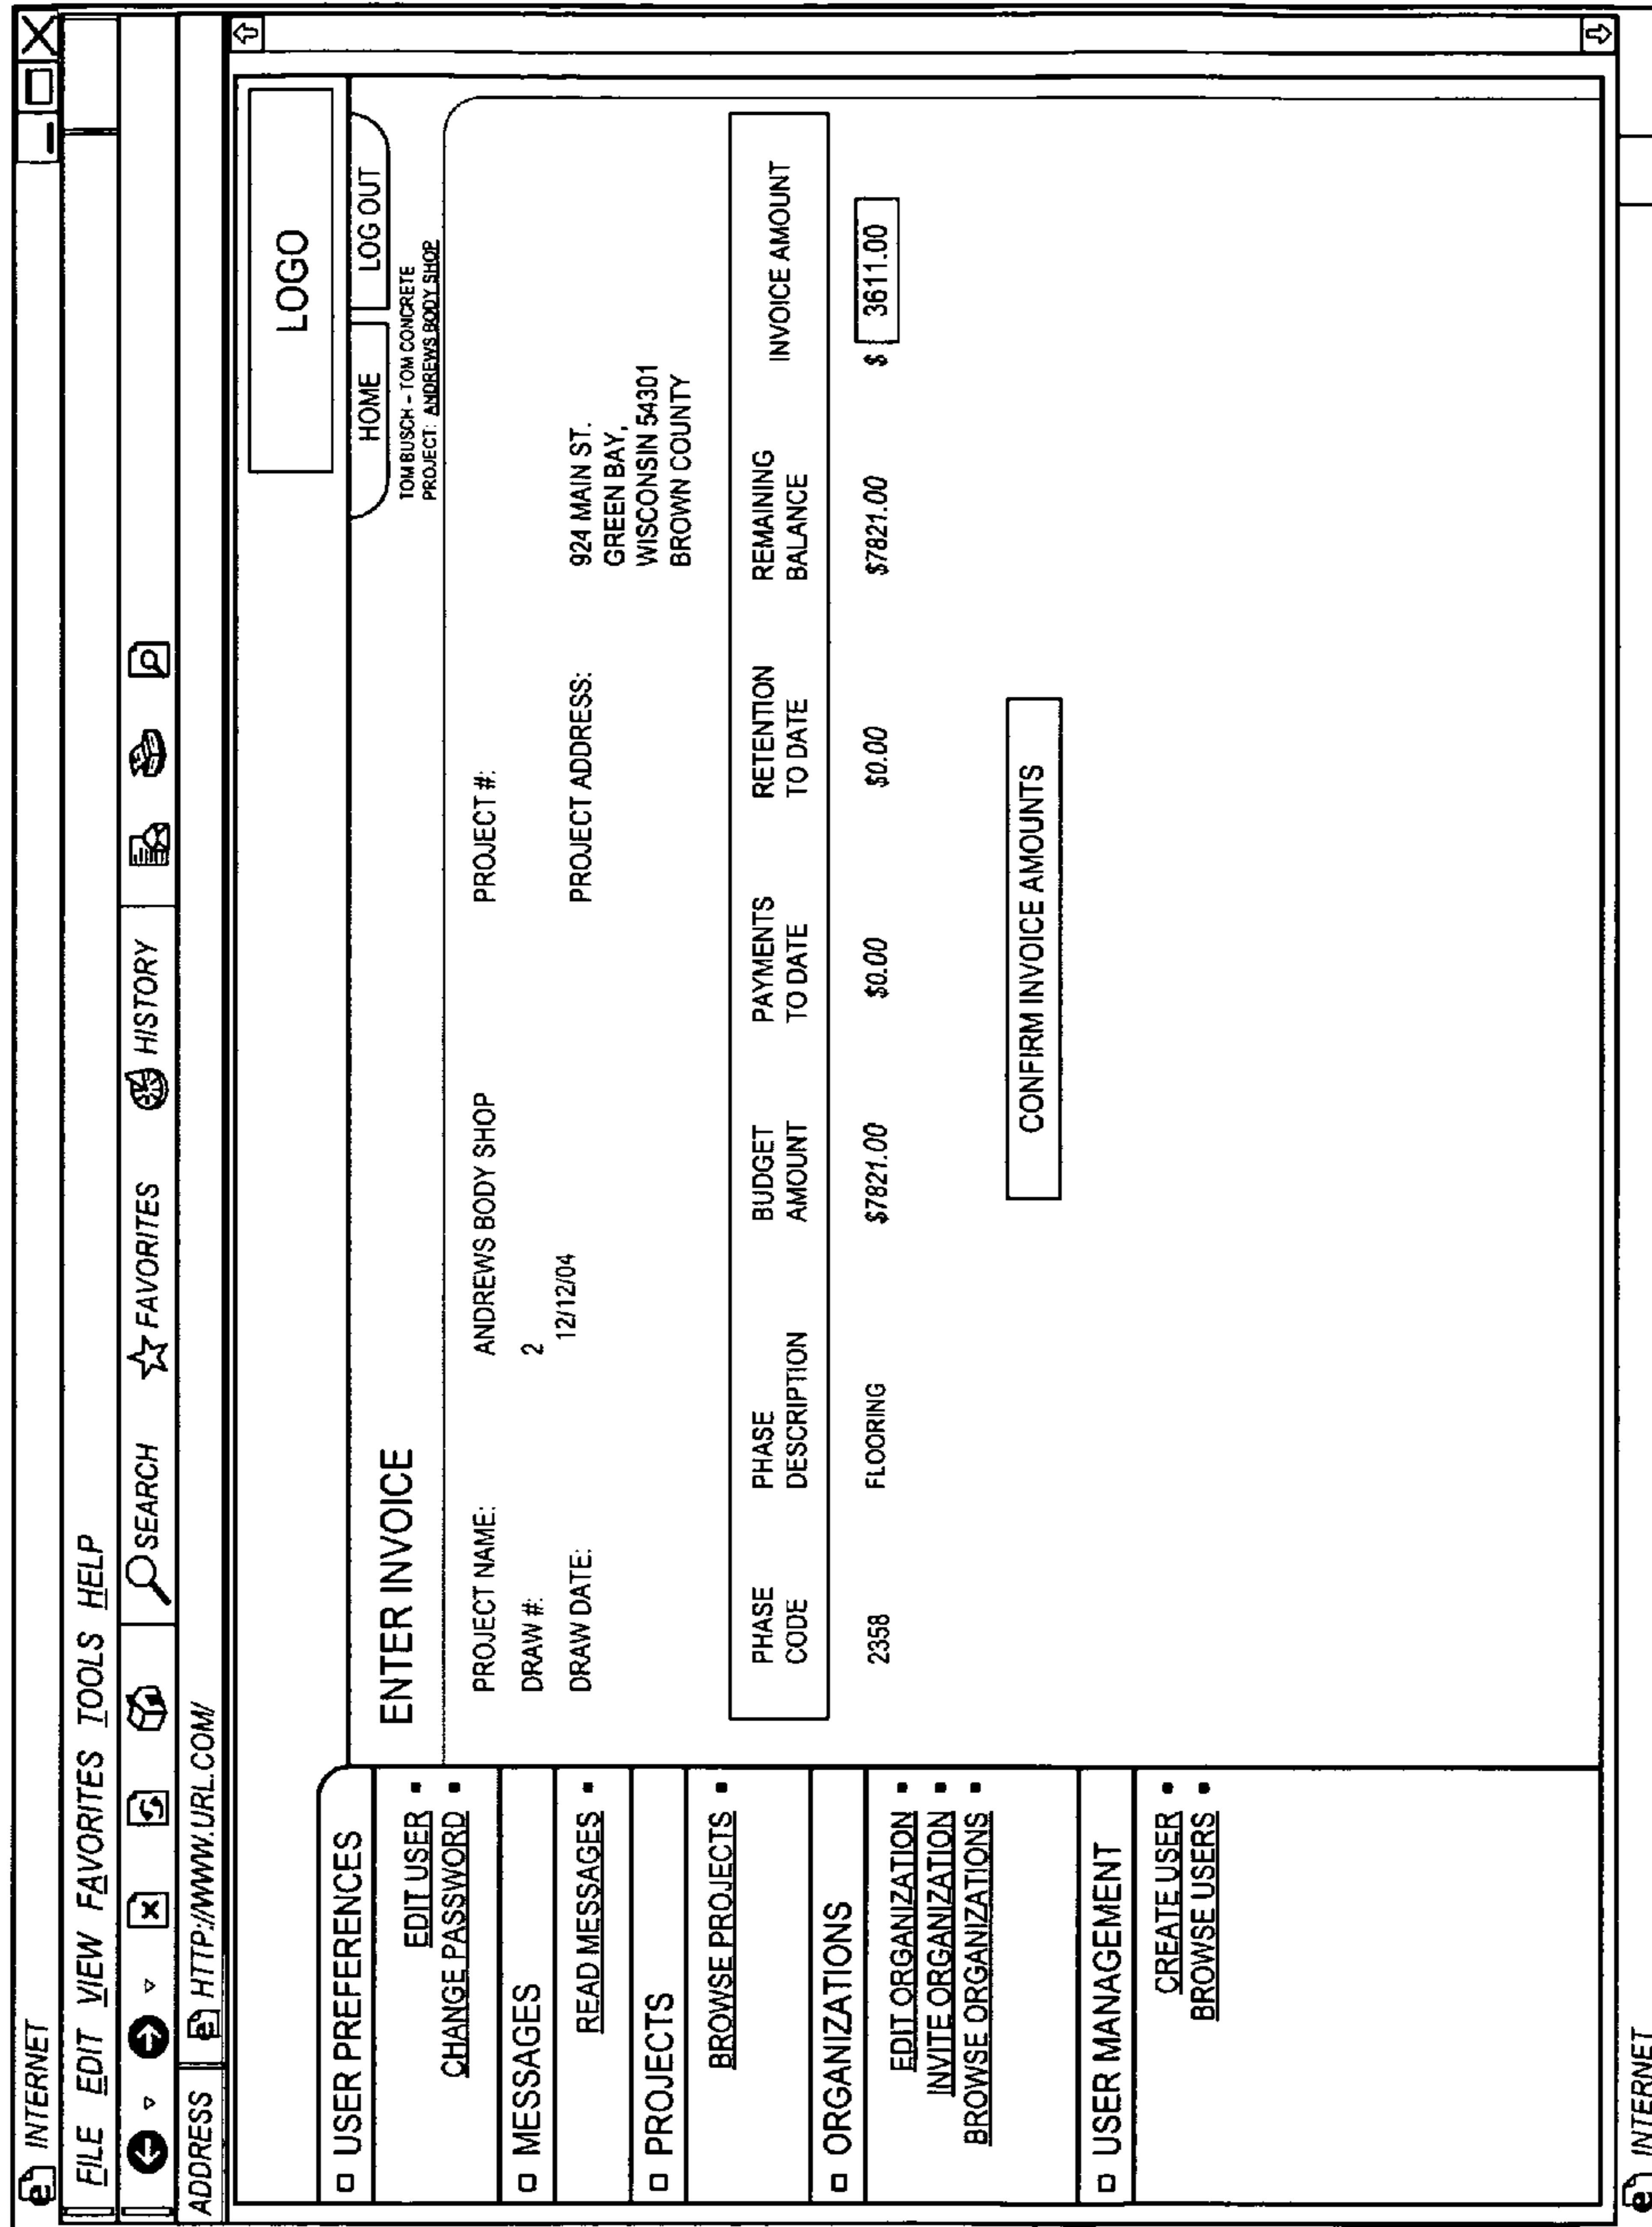 INTERNET
FILE EDIT VIEW FAVORITES TOOLS HELP
SEARCH FAVORITES HISTORY
ADDRESS HTTP://WWW.URL.COM/
LOGO
HOME LOG OUT
TOM BUSCH – TOM CONCRETE
PROJECT: ANDREWS BODY SHOP
USER PREFERENCES
EDIT USER
CHANGE PASSWORD
MESSAGES
READ MESSAGES
PROJECTS
BROWSE PROJECTS
ORGANIZATIONS
EDIT ORGANIZATION
INVITE ORGANIZATION
BROWSE ORGANIZATIONS
USER MANAGEMENT
CREATE USER
BROWSE USERS
ENTER INVOICE
PROJECT NAME: ANDREWS BODY SHOP PROJECT #:
DRAW #: 2
DRAW DATE: 12/12/04 PROJECT ADDRESS: 924 MAIN ST.
GREEN BAY,
WISCONSIN 54301
BROWN COUNTY
PHASE PHASE BUDGET PAYMENTS RETENTION REMAINING INVOICE AMOUNT
CODE DESCRIPTION AMOUNT TO DATE TO DATE BALANCE
2358 FLOORING $7821.00 $0.00 $0.00 $7821.00 $ 3611.00
CONFIRM INVOICE AMOUNTS
INTERNET